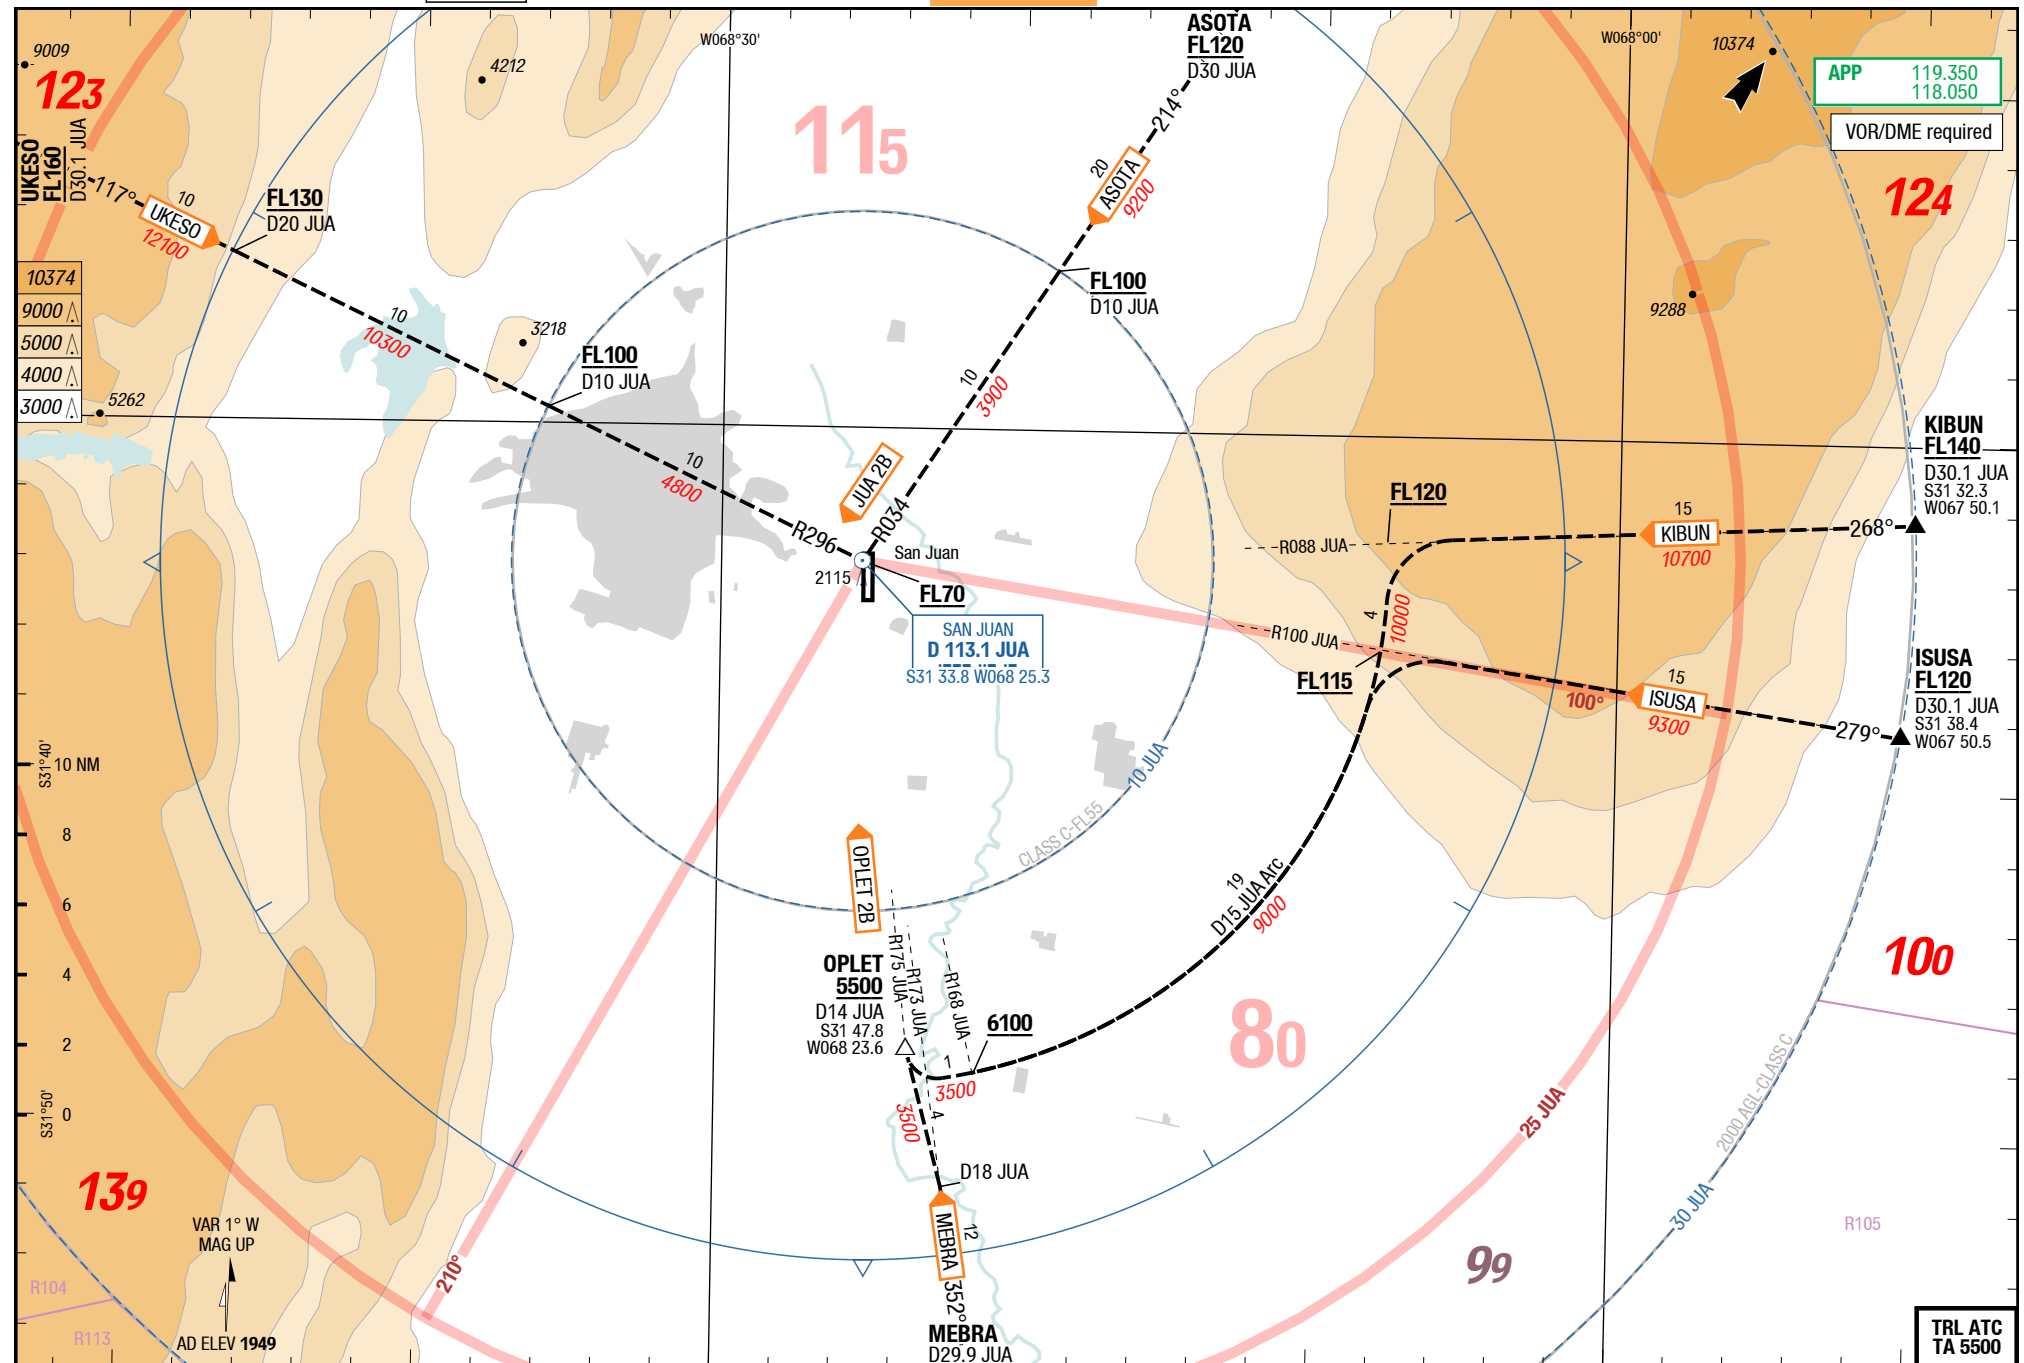 ASOTA
FL120
D30 JUA
W068°30'
W068°00'
9009
123
4212
115
10374
APP 119.350
118.050
VOR/DME required
124
UKESO
FL160
D30.1 JUA
117°
10
UKESO
12100
FL130
D20 JUA
214°
20
ASOTA
9200
10374
9000
5000
4000
3000
5262
10
10300
3218
FL100
D10 JUA
FL100
D10 JUA
9288
10
3900
10
4800
JUA 2B
R296
R034
San Juan
2115
FL70
SAN JUAN
D 113.1 JUA
S31 33.8 W068 25.3
KIBUN
FL140
D30.1 JUA
S31 32.3
W067 50.1
FL120
R088 JUA
15
KIBUN
10700
268°
4
10000
R100 JUA
FL115
100°
15
ISUSA
9300
279°
ISUSA
FL120
D30.1 JUA
S31 38.4
W067 50.5
S31°40'
10 NM
8
6
4
2
0
S31°50'
10 JUA
CLASS C-FL55
OPLET 2B
19
D15 JUA Arc
9000
R175 JUA
R173 JUA
R168 JUA
OPLET
5500
D14 JUA
S31 47.8
W068 23.6
6100
1
3500
80
100
3500
4
D18 JUA
25 JUA
2000 AGL-CLASS C
30 JUA
139
VAR 1° W
MAG UP
AD ELEV 1949
R104
R113
210°
MEBRA
12
352°
MEBRA
D29.9 JUA
99
R105
TRL ATC
TA 5500